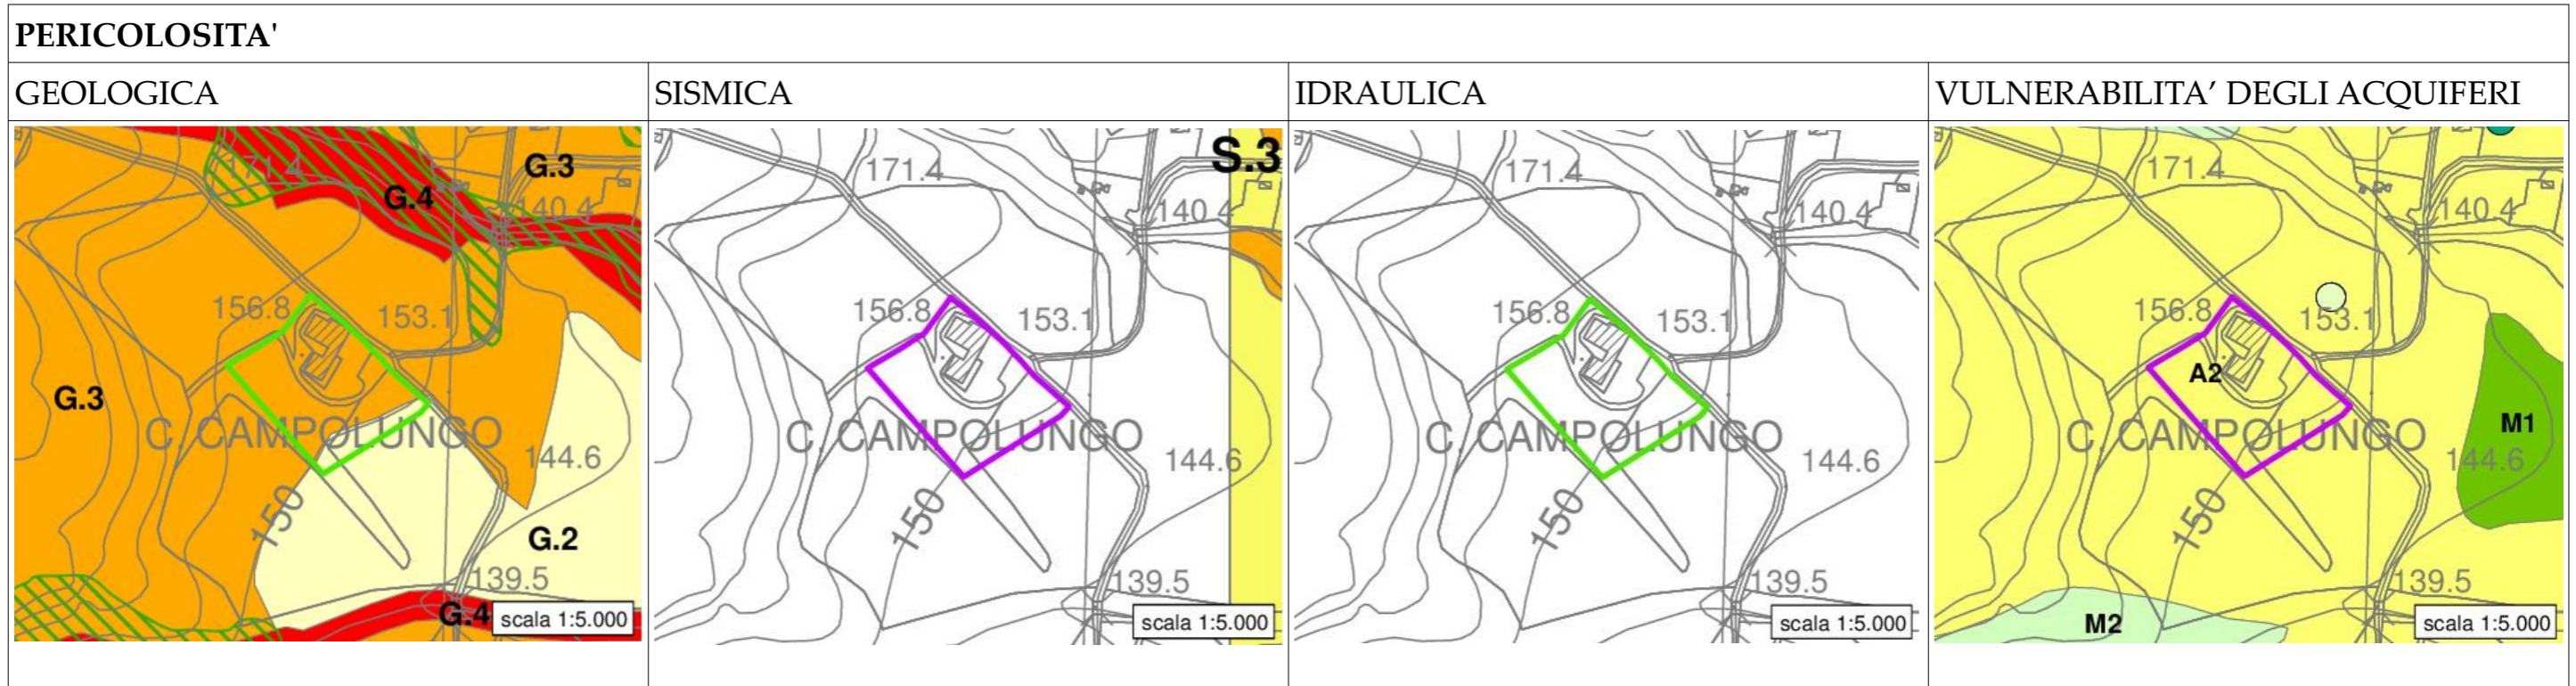 PERICOLOSITA'
GEOLOGICA
SISMICA
IDRAULICA
VULNERABILITA’ DEGLI ACQUIFERI
171.4
G.3
G.4
140.4
156.8
153.1
G.3
C. CAMPOLUNGO
144.6
150
G.2
139.5
G.4
scala 1:5.000
S.3
171.4
140.4
156.8
153.1
C. CAMPOLUNGO
144.6
150
139.5
scala 1:5.000
171.4
140.4
156.8
153.1
C. CAMPOLUNGO
144.6
150
139.5
scala 1:5.000
171.4
140.4
156.8
153.1
A2
M1
C. CAMPOLUNGO
144.6
150
139.5
M2
scala 1:5.000